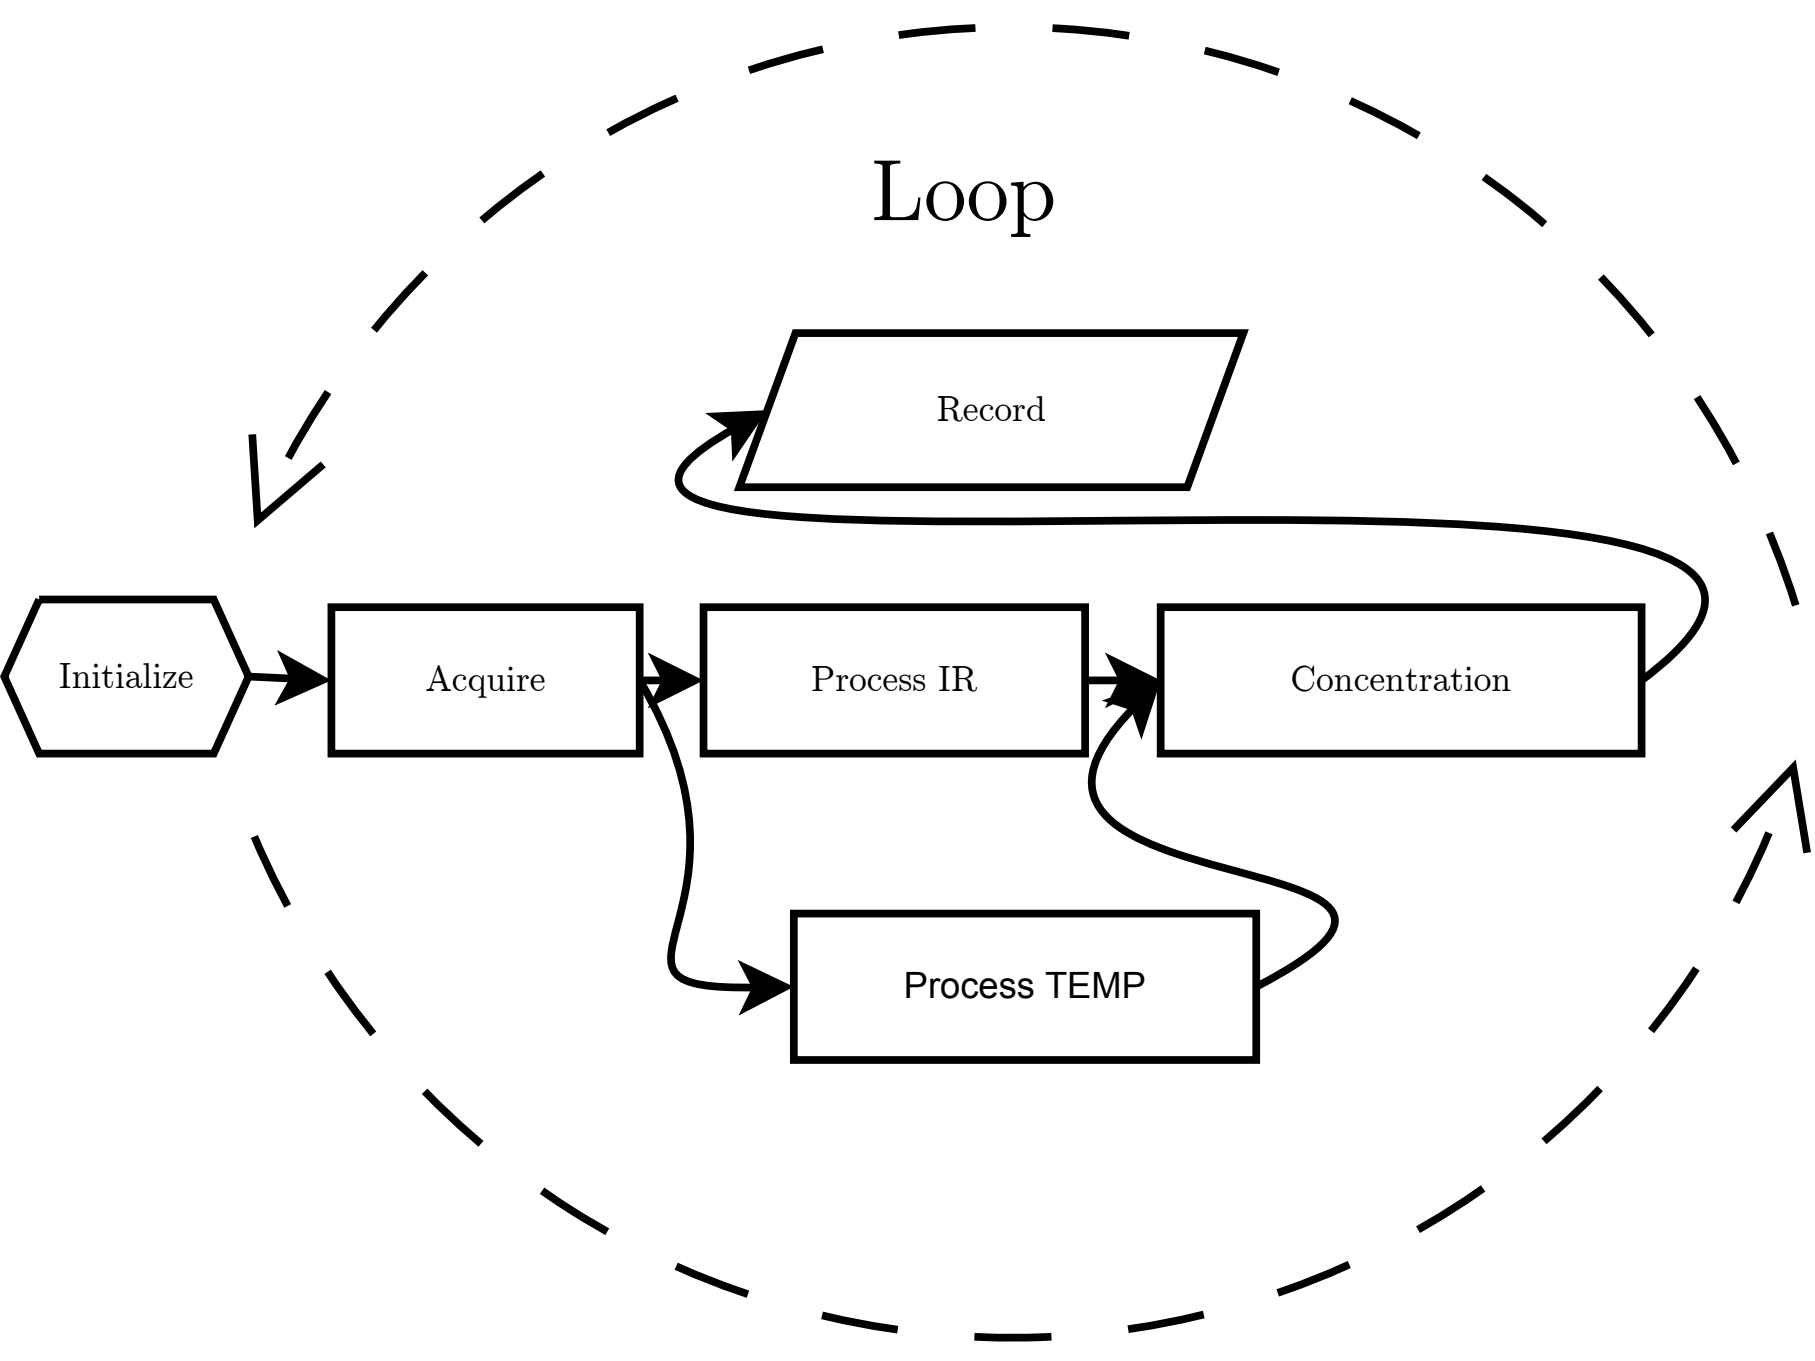 Loop
Record
Initialize
Acquire
Process IR
Concentration
Process TEMP